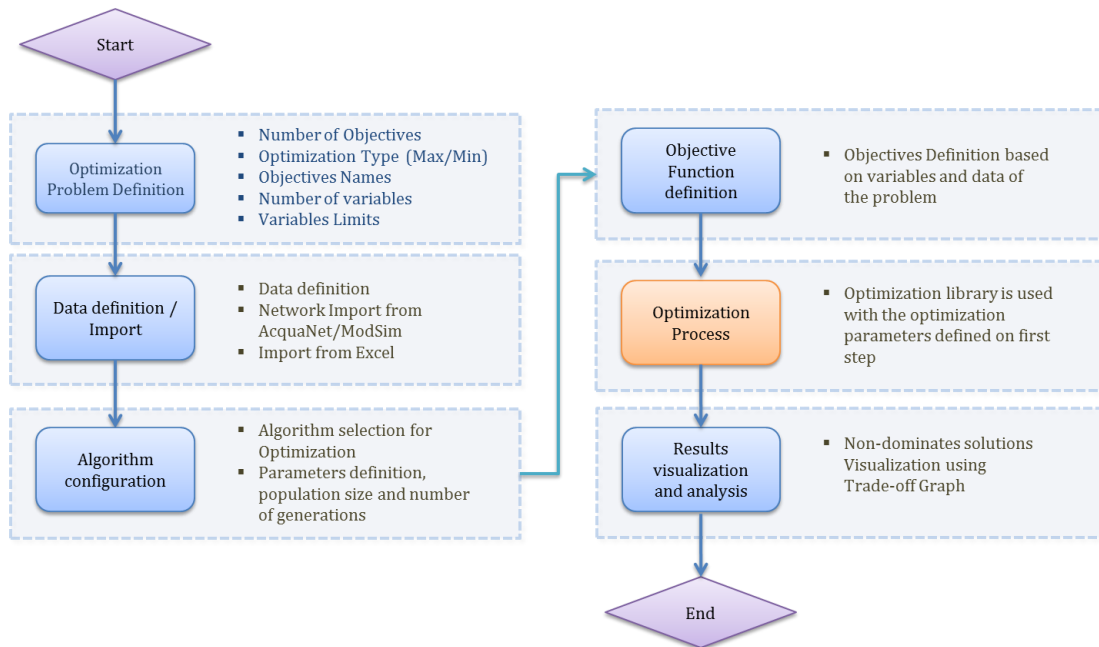 Start
Optimization
Problem Definition
▪ Number of Objectives
▪ Optimization Type (Max/Min)
▪ Objectives Names
▪ Number of variables
▪ Variables Limits
Data definition /
Import
▪ Data definition
▪ Network Import from
AcquaNet/ModSim
▪ Import from Excel
Algorithm
configuration
▪ Algorithm selection for
Optimization
▪ Parameters definition,
population size and number
of generations
Objective
Function
definition
▪ Objectives Definition based
on variables and data of
the problem
Optimization
Process
▪ Optimization library is used
with the optimization
parameters defined on first
step
Results
visualization
and analysis
▪ Non-dominates solutions
Visualization using
Trade-off Graph
End